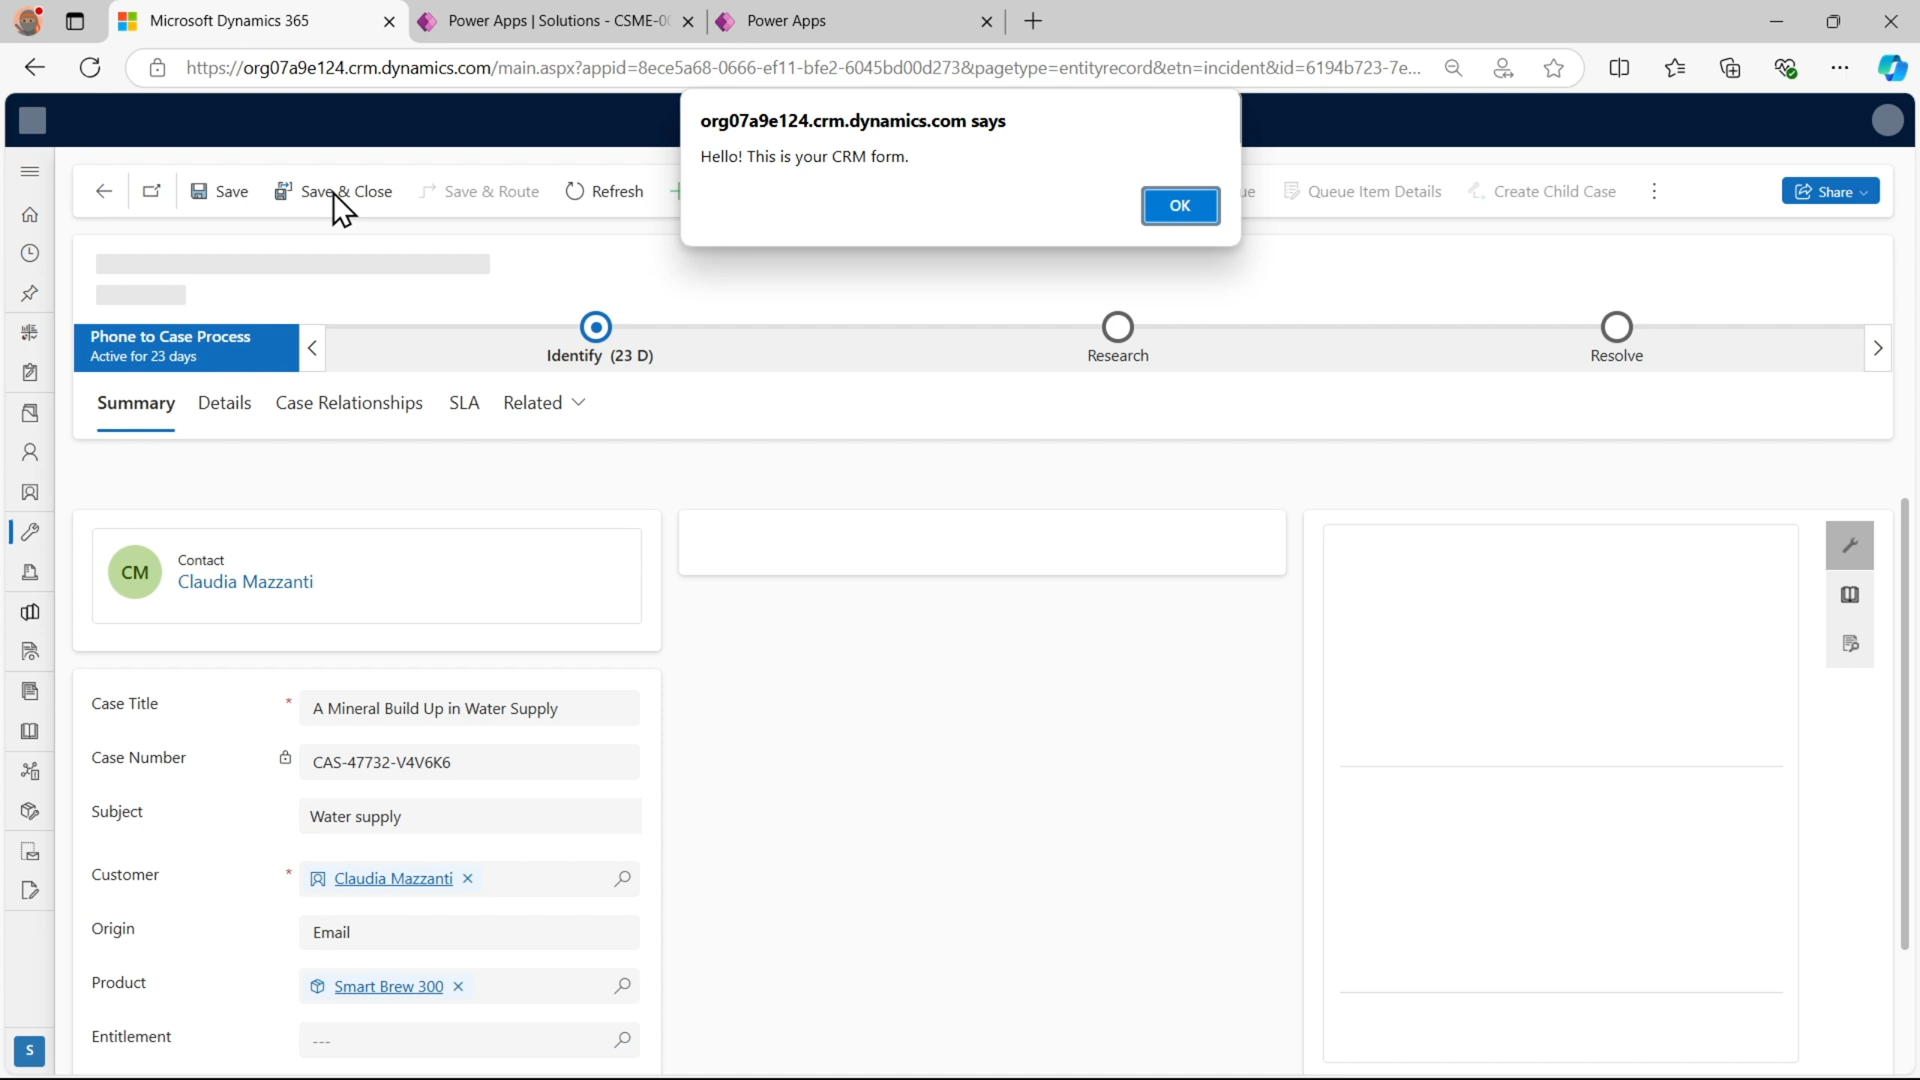 Microsoft Dynamics 365
Power Apps | Solutions - CSME-0
Power Apps
https://org07a9e124.crm.dynamics.com/main.aspx?appid=8ece5a68-0666-ef11-bfe2-6045bd00d273&pagetype=entityrecord&etn=incident&id=6194b723-7e...
org07a9e124.crm.dynamics.com says
Hello! This is your CRM form.
OK
Save
Save & Close
Save & Route
Refresh
ue
Queue Item Details
Create Child Case
Share
Phone to Case Process
Active for 23 days
Identify (23 D)
Research
Resolve
Summary
Details
Case Relationships
SLA
Related
CM
Contact
Claudia Mazzanti
Case Title * A Mineral Build Up in Water Supply
Case Number CAS-47732-V4V6K6
Subject Water supply
Customer * Claudia Mazzanti
Origin Email
Product Smart Brew 300
Entitlement ---
S